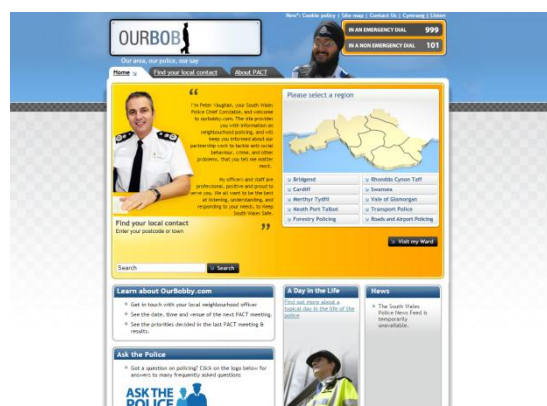 New*: Cookie policy | Site map | Contact Us | Cymraeg | Listen
OURBOB
IN AN EMERGENCY DIAL 999
IN A NON EMERGENCY DIAL 101
Our area, our police, our say
Home
Find your local contact
About PACT
“
I'm Peter Vaughan, your South Wales
Police Chief Constable, and welcome
to ourbobby.com. The site provides
you with information on
neighbourhood policing, and will
keep you informed about our
partnership work to tackle anti social
behaviour, crime, and other
problems, that you tell me matter
most.
My officers and staff are
professional, positive and proud to
serve you. We all want to be the best
at listening, understanding, and
responding to your needs, to Keep
South Wales Safe.
”
Find your local contact
Enter your postcode or town
Search
Search
Please select a region
Bridgend
Rhondda Cynon Taff
Cardiff
Swansea
Merthyr Tydfil
Vale of Glamorgan
Neath Port Talbot
Transport Police
Forestry Policing
Roads and Airport Policing
Visit my Ward
Learn about OurBobby.com
Get in touch with your local neighbourhood officer
See the date, time and venue of the next PACT meeting.
See the priorities decided in the last PACT meeting &
results.
Ask the Police
Got a question on policing? Click on the logo below for
answers to many frequently asked questions
ASK THE
POLICE
A Day in the Life
Find out more about a
typical day in the life of the
police
News
The South Wales
Police News Feed is
temporarily
unavailable.